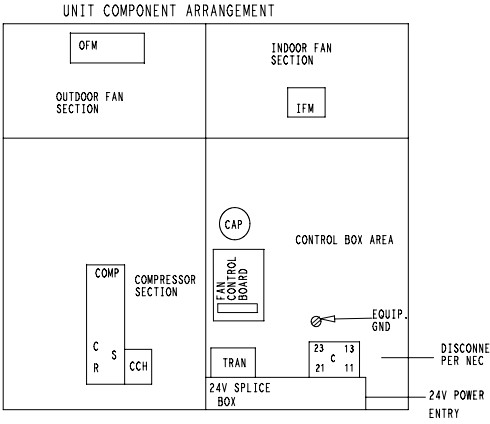 UNIT COMPONENT ARRANGEMENT
OFM
OUTDOOR FAN
SECTION
INDOOR FAN
SECTION
IFM
CAP
CONTROL BOX AREA
FAN
CONTROL
BOARD
COMP
COMPRESSOR
SECTION
C
S
R
CCH
EQUIP.
GND
TRAN
23 13
C
21 11
DISCONNE
PER NEC
24V SPLICE
BOX
24V POWER
ENTRY